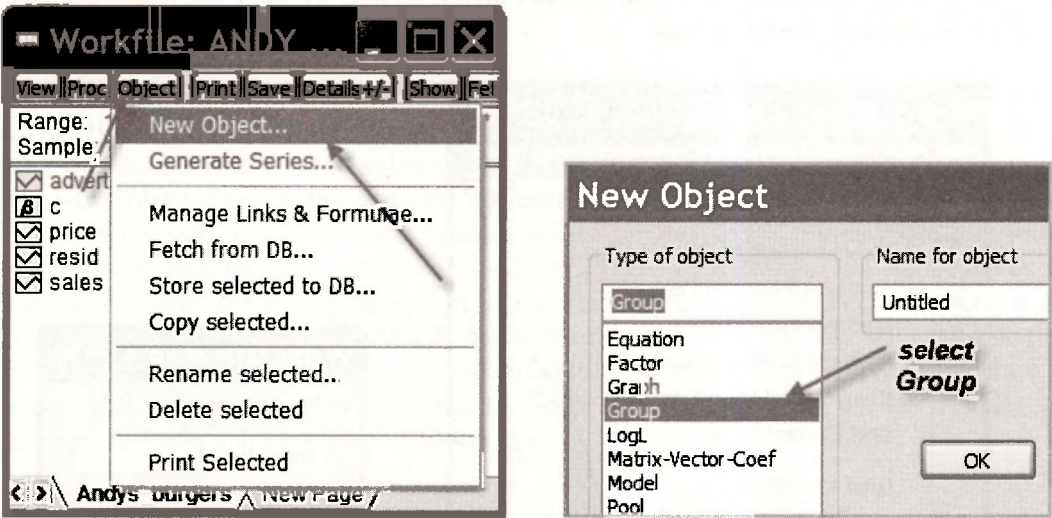 Workfile: ANDY ...
View Proc Object Print Save Details+/- Show Fet
Range:
Sample:
advert
c
price
resid
sales
New Object...
Generate Series...
Manage Links & Formulae...
Fetch from DB...
Store selected to DB...
Copy selected...
Rename selected...
Delete selected
Print Selected
Andys burgers New Page
New Object
Type of object
Name for object
Group
Untitled
Equation
Factor
Graph
Group
LogL
Matrix-Vector-Coef
Model
Pool
select
Group
OK